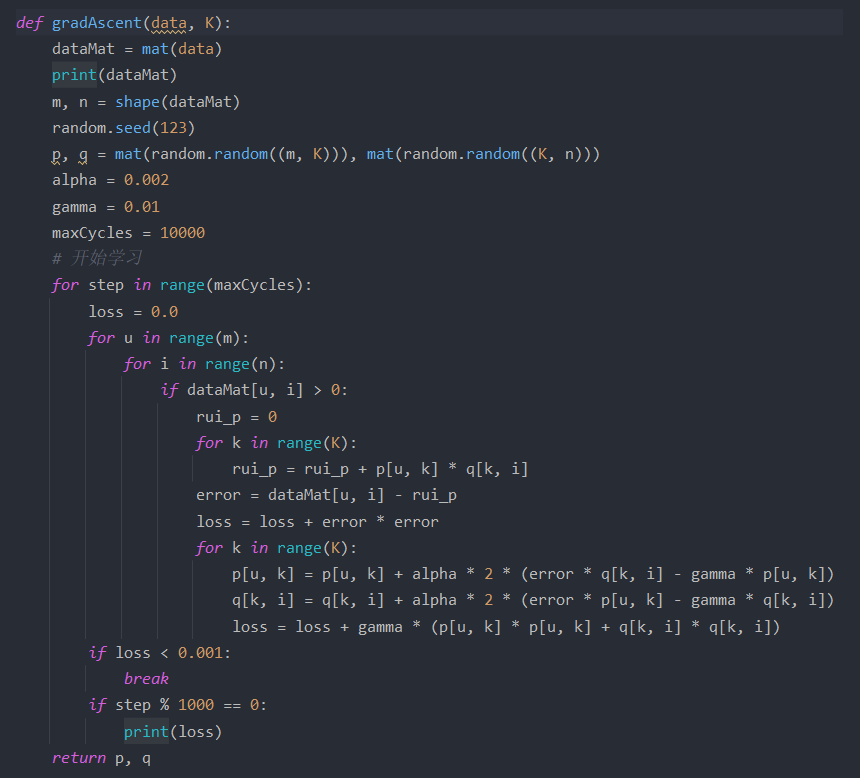 def gradAscent(data, K):
    dataMat = mat(data)
    print(dataMat)
    m, n = shape(dataMat)
    random.seed(123)
    p, q = mat(random.random((m, K))), mat(random.random((K, n)))
    alpha = 0.002
    gamma = 0.01
    maxCycles = 10000
    # 开始学习
    for step in range(maxCycles):
        loss = 0.0
        for u in range(m):
            for i in range(n):
                if dataMat[u, i] > 0:
                    rui_p = 0
                    for k in range(K):
                        rui_p = rui_p + p[u, k] * q[k, i]
                    error = dataMat[u, i] - rui_p
                    loss = loss + error * error
                    for k in range(K):
                        p[u, k] = p[u, k] + alpha * 2 * (error * q[k, i] - gamma * p[u, k])
                        q[k, i] = q[k, i] + alpha * 2 * (error * p[u, k] - gamma * q[k, i])
                        loss = loss + gamma * (p[u, k] * p[u, k] + q[k, i] * q[k, i])
        if loss < 0.001:
            break
        if step % 1000 == 0:
            print(loss)
    return p, q